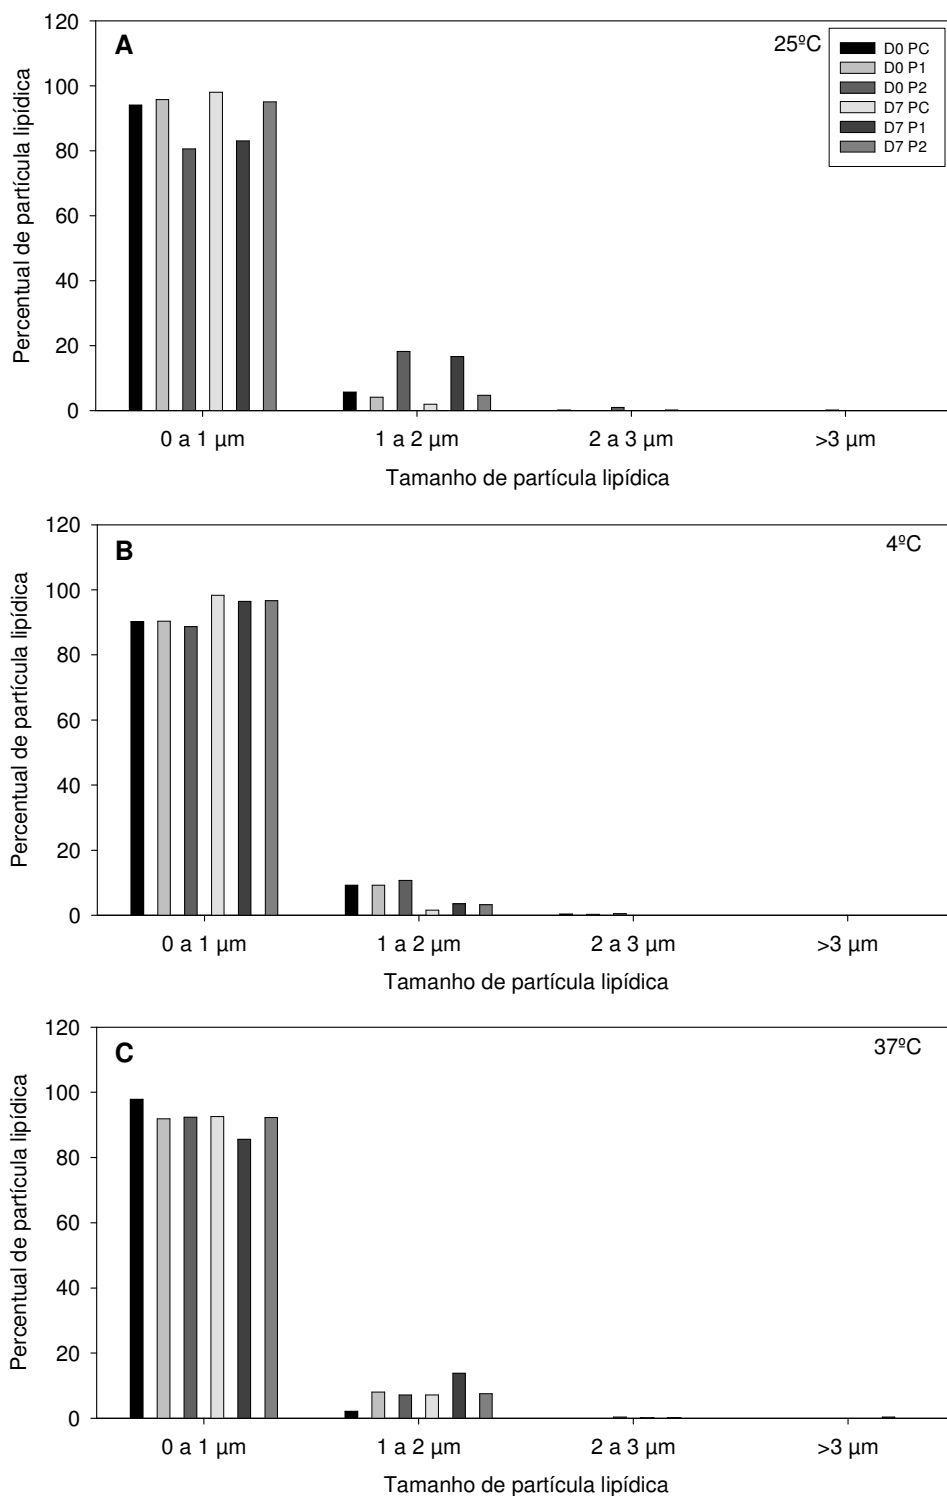 A
25ºC
D0 PC
D0 P1
D0 P2
D7 PC
D7 P1
D7 P2
Percentual de partícula lipídica
120
100
80
60
40
20
0
0 a 1 µm 1 a 2 µm 2 a 3 µm >3 µm
Tamanho de partícula lipídica
B
4ºC
Percentual de partícula lipídica
120
100
80
60
40
20
0
0 a 1 µm 1 a 2 µm 2 a 3 µm >3 µm
Tamanho de partícula lipídica
C
37ºC
Percentual de partícula lipídica
120
100
80
60
40
20
0
0 a 1 µm 1 a 2 µm 2 a 3 µm >3 µm
Tamanho de partícula lipídica